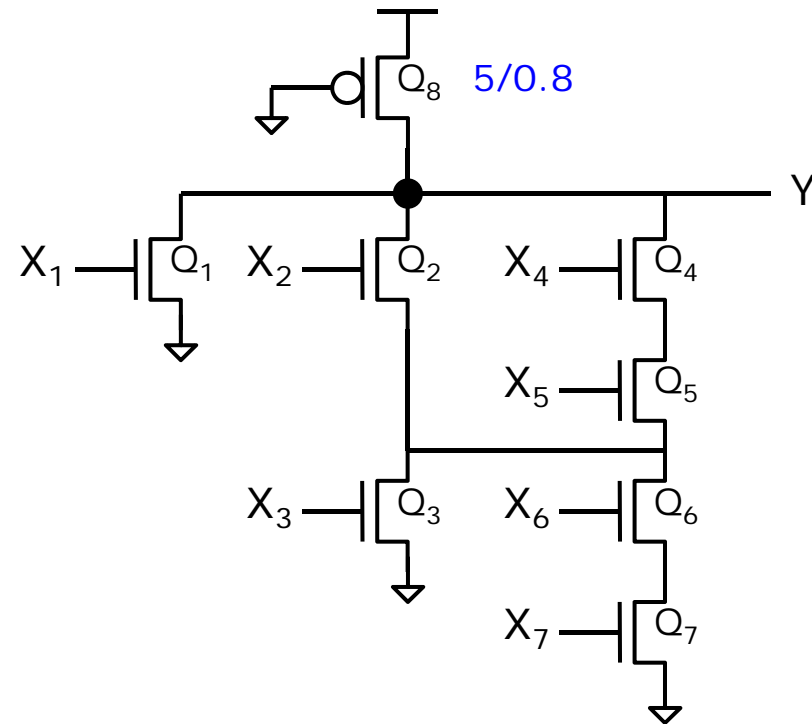 Q₈ 5/0.8
Y
X₁ Q₁ X₂ Q₂ X₄ Q₄
X₅ Q₅
X₃ Q₃ X₆ Q₆
X₇ Q₇